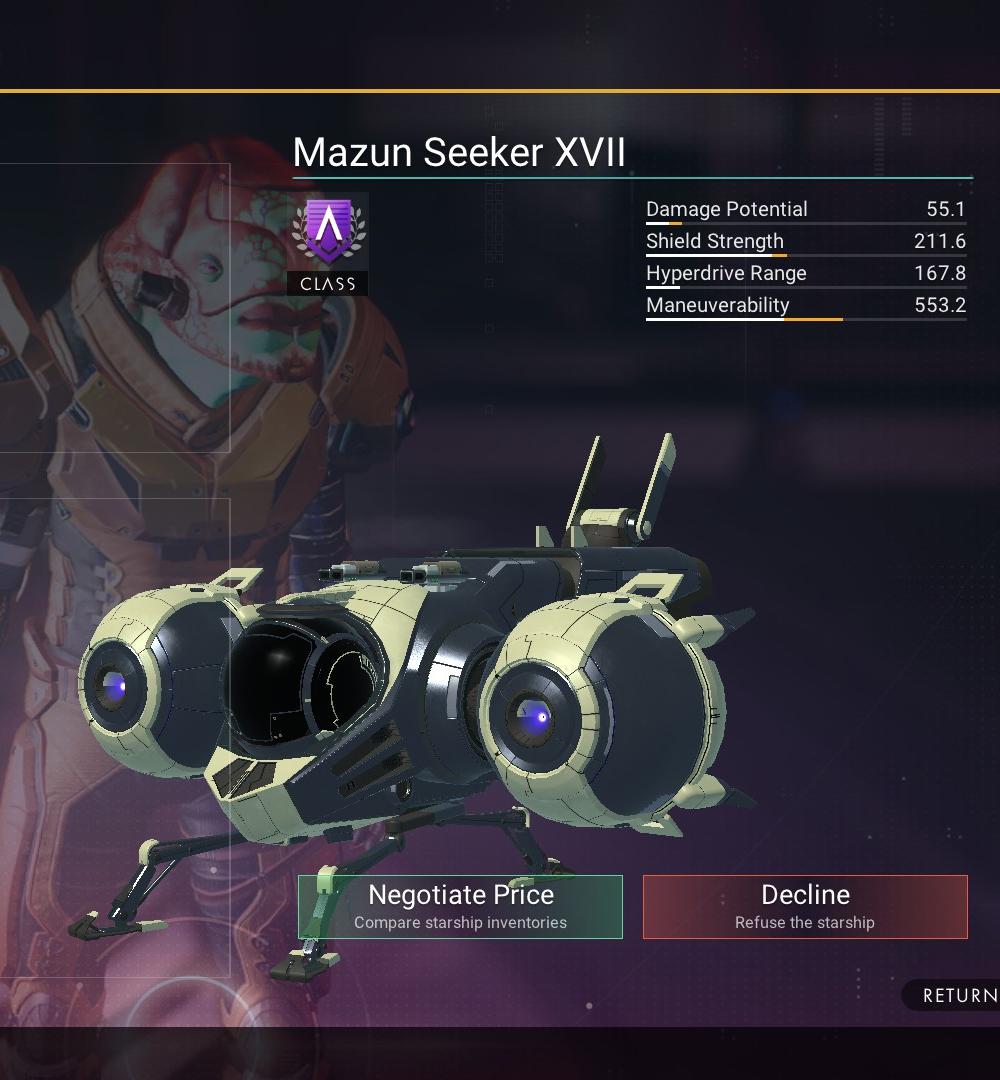 Mazun Seeker XVII
CLASS
Damage Potential 55.1
Shield Strength 211.6
Hyperdrive Range 167.8
Maneuverability 553.2
Negotiate Price
Compare starship inventories
Decline
Refuse the starship
RETURN